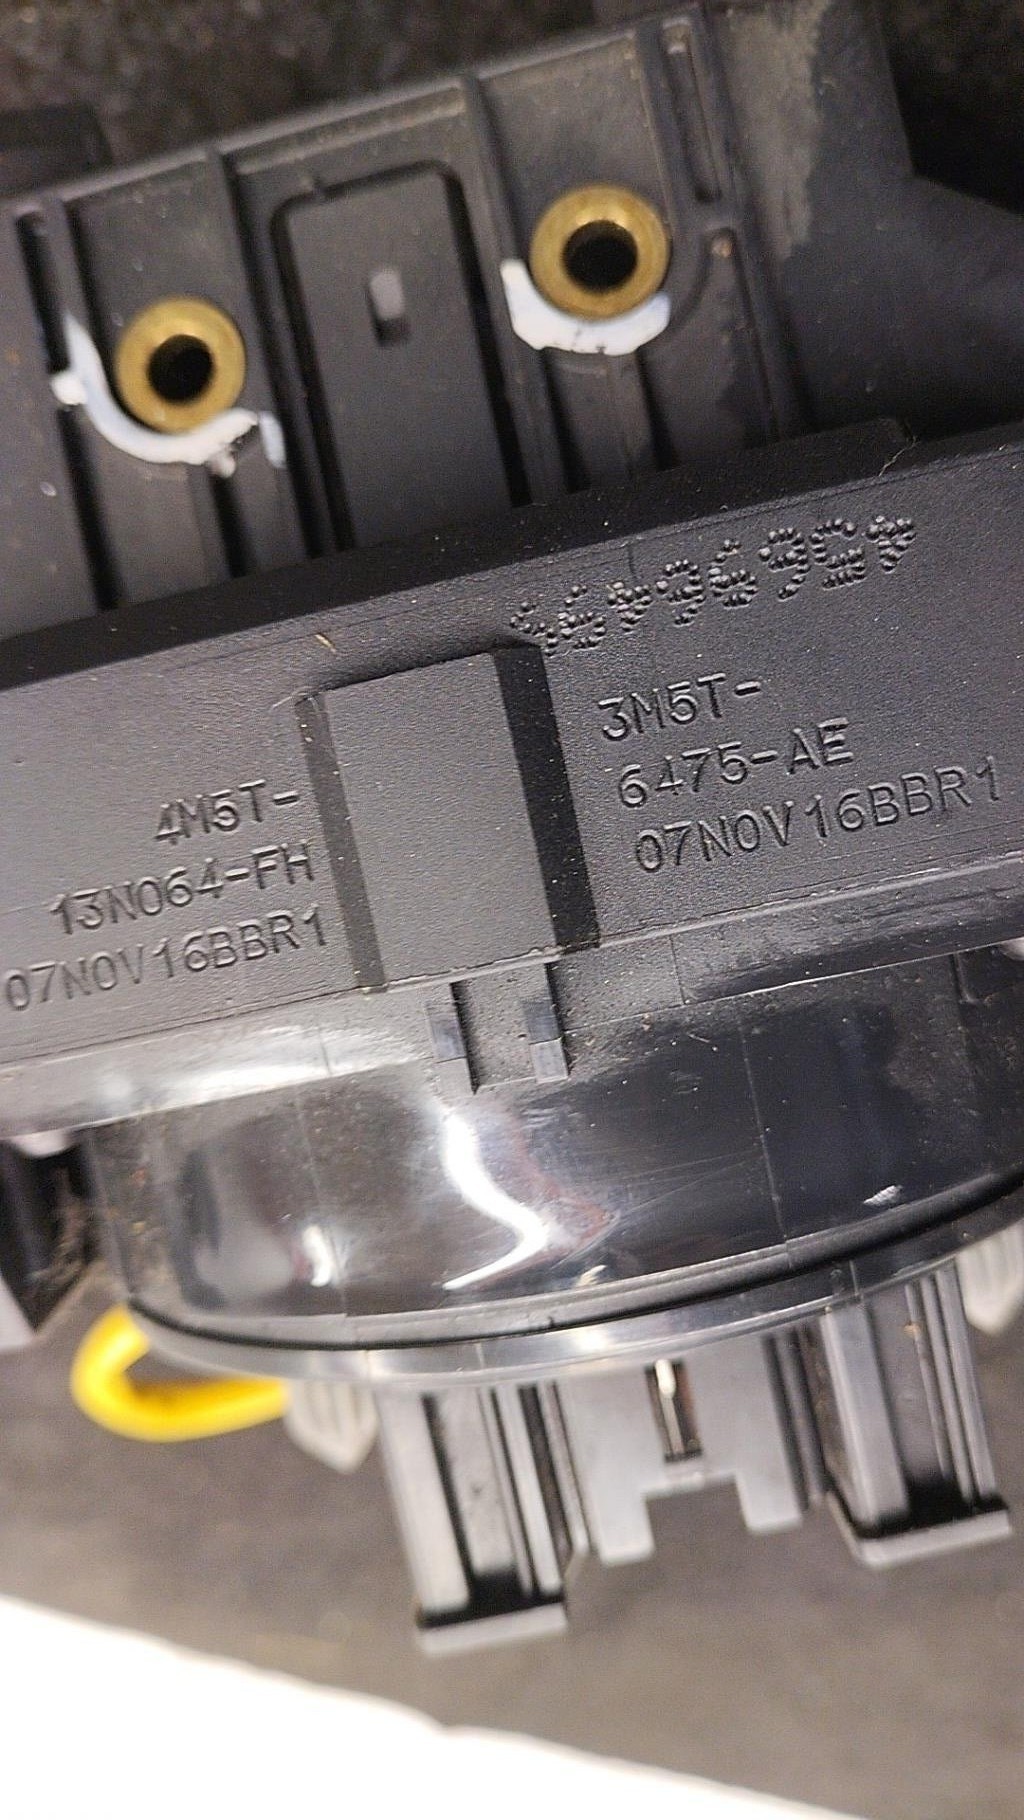 3M5T-
6475-AE
07NOV16BBR1
4M5T-
13N064-FH
07NOV16BBR1